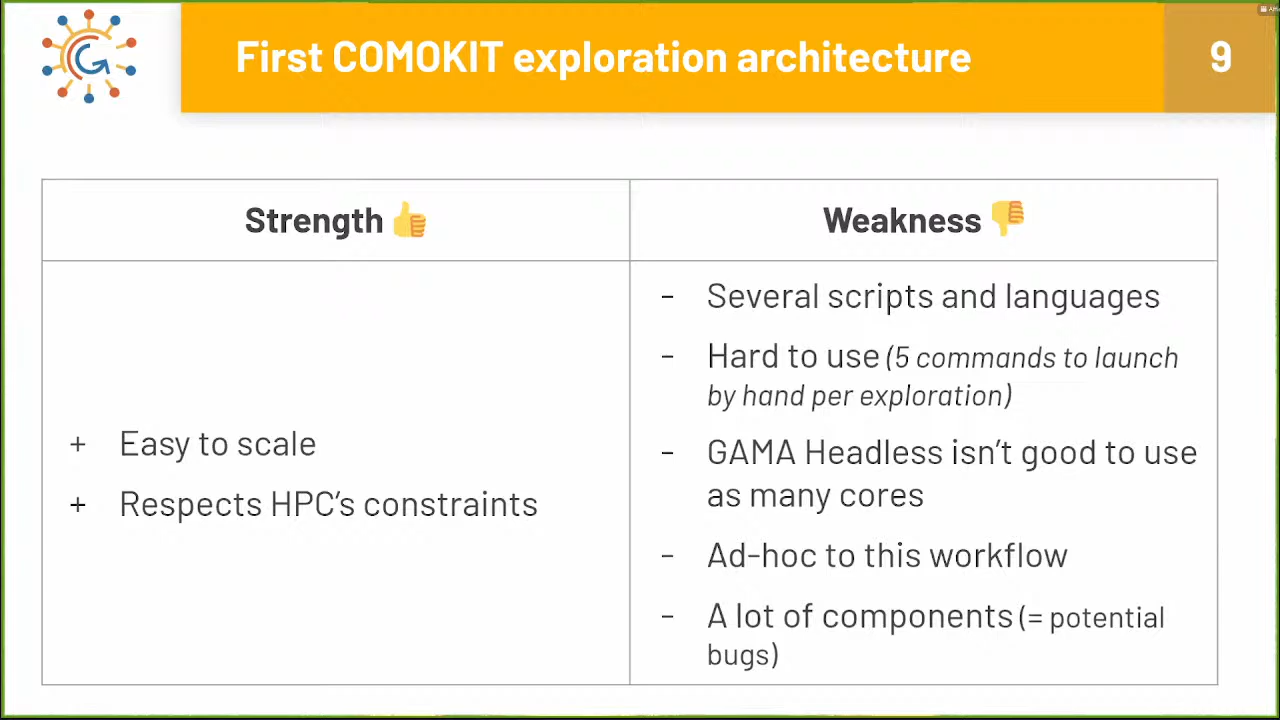 First COMOKIT exploration architecture
9
Strength 👍
Weakness 👎
+ Easy to scale
+ Respects HPC’s constraints
- Several scripts and languages
- Hard to use (5 commands to launch
by hand per exploration)
- GAMA Headless isn’t good to use
as many cores
- Ad-hoc to this workflow
- A lot of components (= potential
bugs)